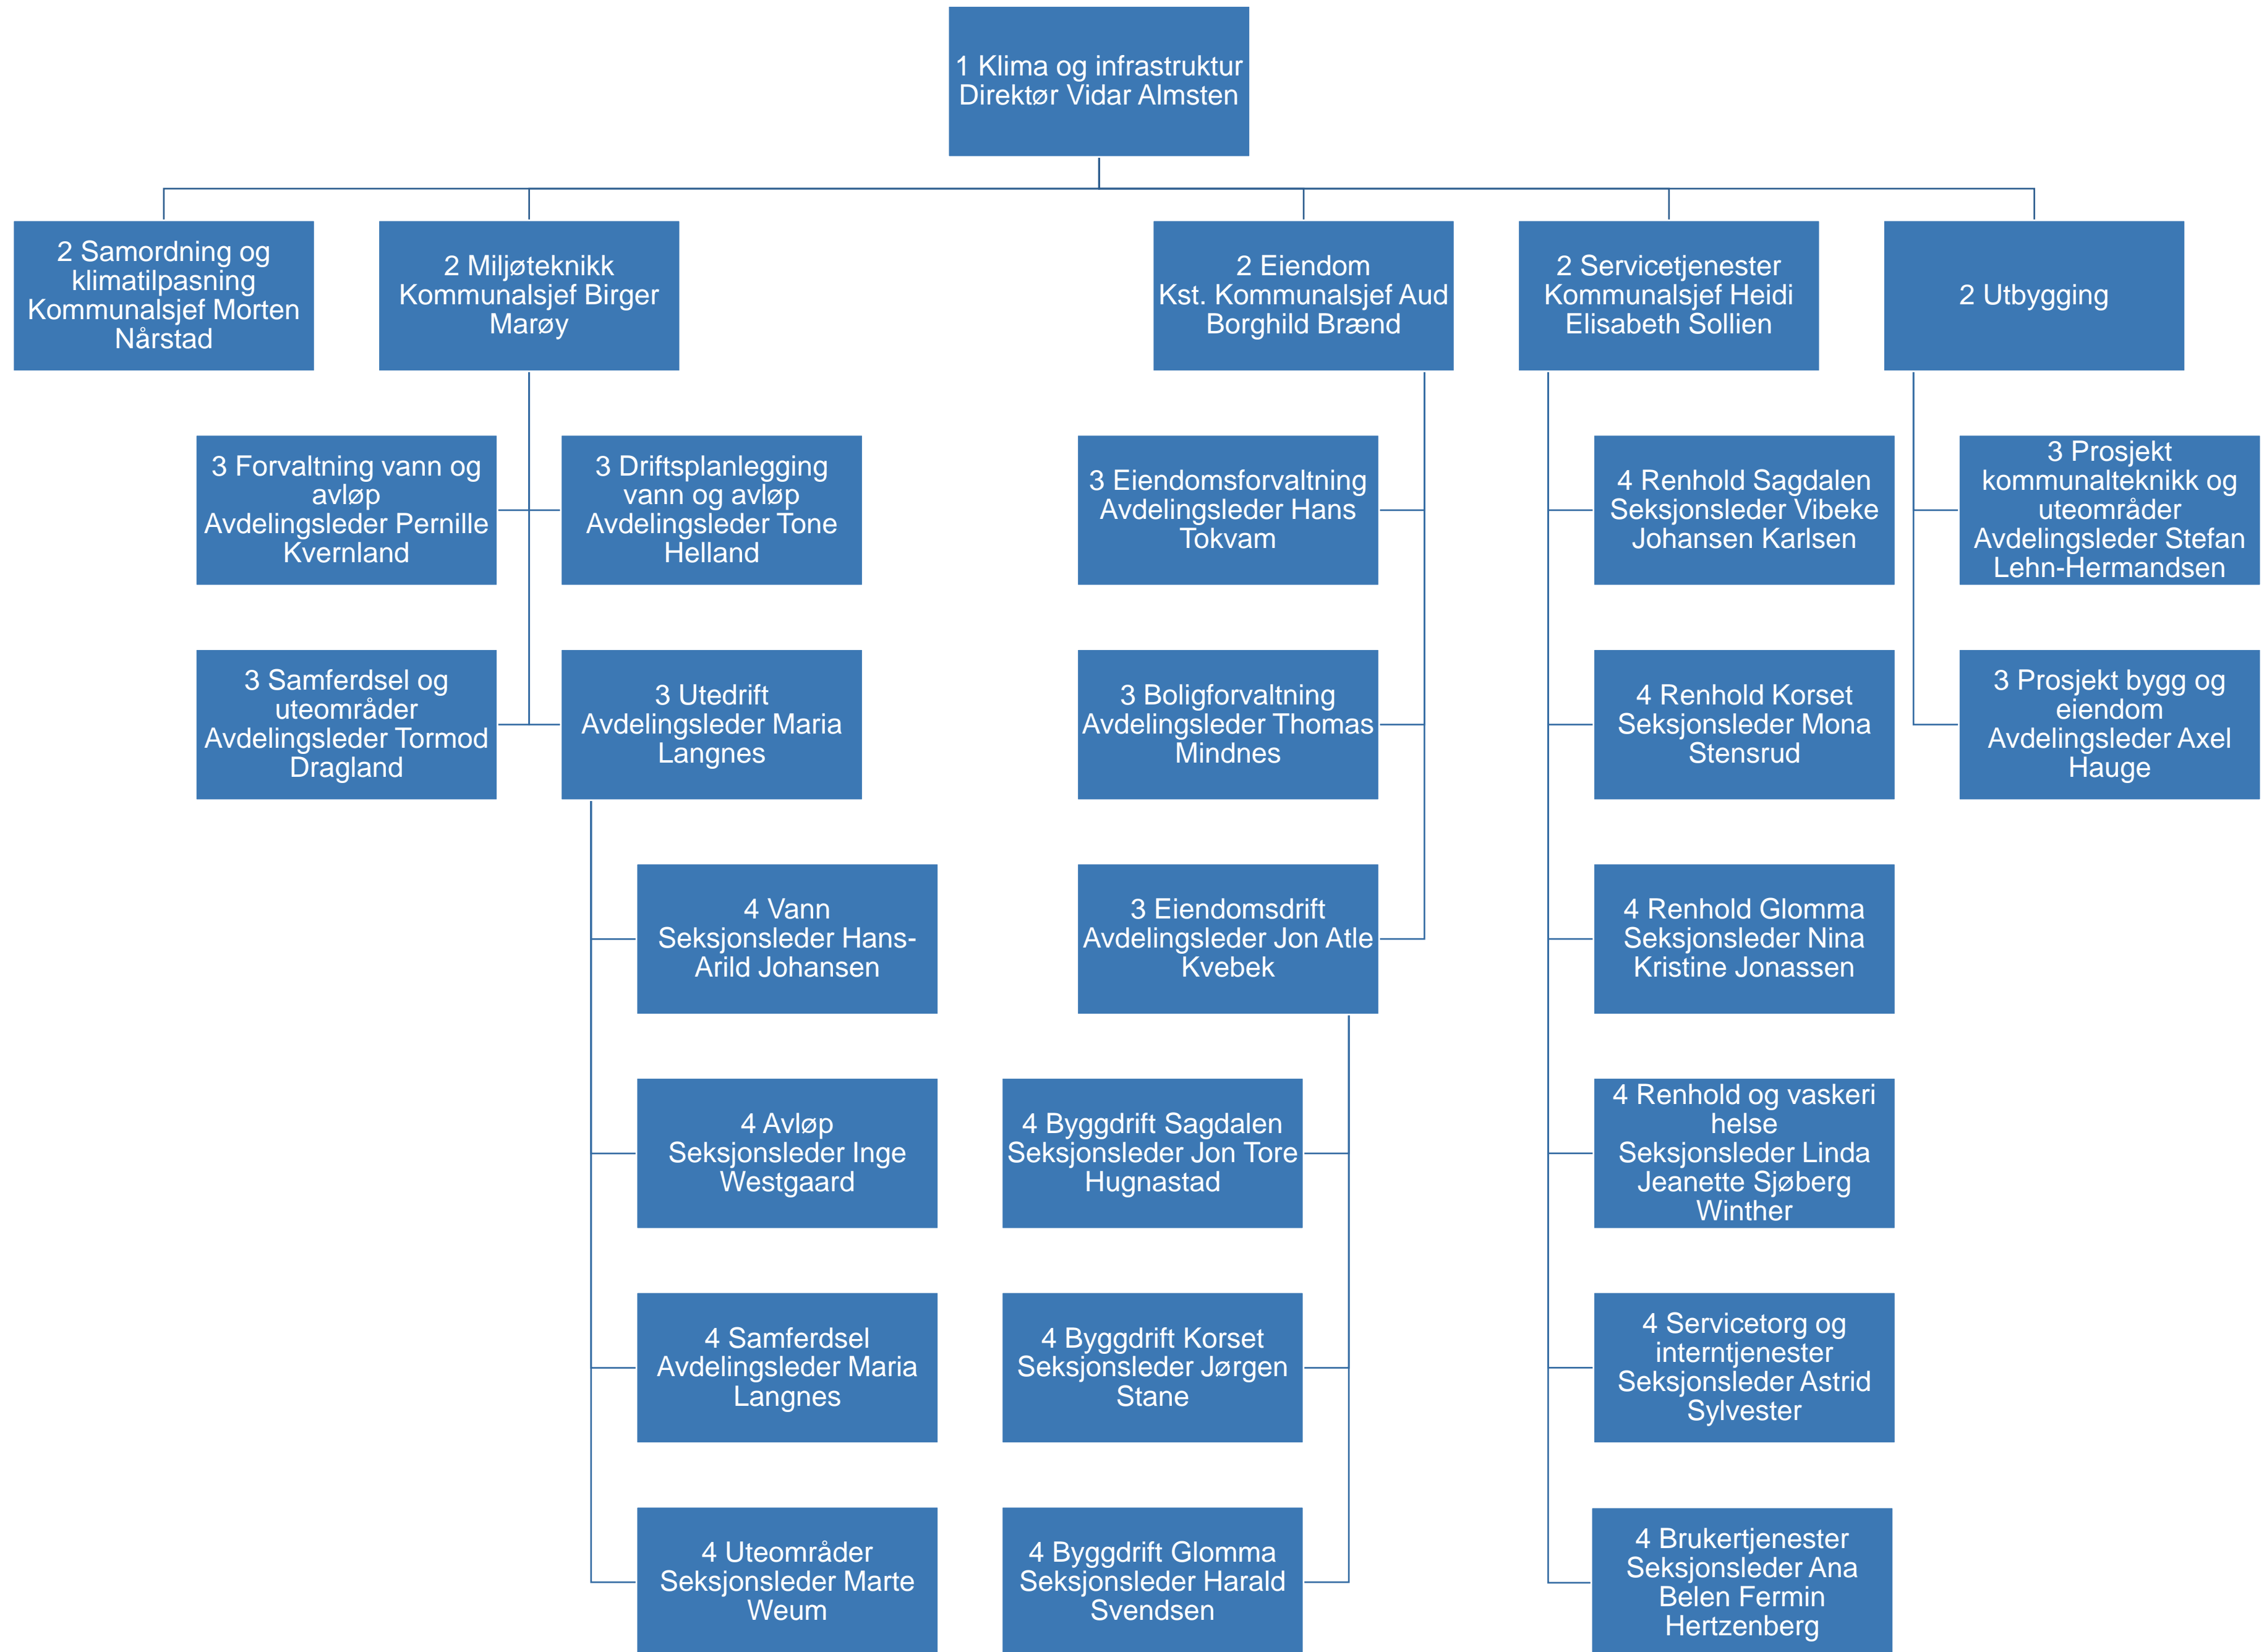 1 Klima og infrastruktur
Direktør Vidar Almsten
2 Samordning og
klimatilpasning
Kommunalsjef Morten
Nårstad
2 Miljøteknikk
Kommunalsjef Birger
Marøy
2 Eiendom
Kst. Kommunalsjef Aud
Borghild Brænd
2 Servicetjenester
Kommunalsjef Heidi
Elisabeth Sollien
2 Utbygging
3 Forvaltning vann og
avløp
Avdelingsleder Pernille
Kvernland
3 Driftsplanlegging
vann og avløp
Avdelingsleder Tone
Helland
3 Eiendomsforvaltning
Avdelingsleder Hans
Tokvam
4 Renhold Sagdalen
Seksjonsleder Vibeke
Johansen Karlsen
3 Prosjekt
kommunalteknikk og
uteområder
Avdelingsleder Stefan
Lehn-Hermandsen
3 Samferdsel og
uteområder
Avdelingsleder Tormod
Dragland
3 Utedrift
Avdelingsleder Maria
Langnes
3 Boligforvaltning
Avdelingsleder Thomas
Mindnes
4 Renhold Korset
Seksjonsleder Mona
Stensrud
3 Prosjekt bygg og
eiendom
Avdelingsleder Axel
Hauge
4 Vann
Seksjonsleder Hans-
Arild Johansen
3 Eiendomsdrift
Avdelingsleder Jon Atle
Kvebek
4 Renhold Glomma
Seksjonsleder Nina
Kristine Jonassen
4 Avløp
Seksjonsleder Inge
Westgaard
4 Byggdrift Sagdalen
Seksjonsleder Jon Tore
Hugnastad
4 Renhold og vaskeri
helse
Seksjonsleder Linda
Jeanette Sjøberg
Winther
4 Samferdsel
Avdelingsleder Maria
Langnes
4 Byggdrift Korset
Seksjonsleder Jørgen
Stane
4 Servicetorg og
interntjenester
Seksjonsleder Astrid
Sylvester
4 Uteområder
Seksjonsleder Marte
Weum
4 Byggdrift Glomma
Seksjonsleder Harald
Svendsen
4 Brukertjenester
Seksjonsleder Ana
Belen Fermin
Hertzenberg